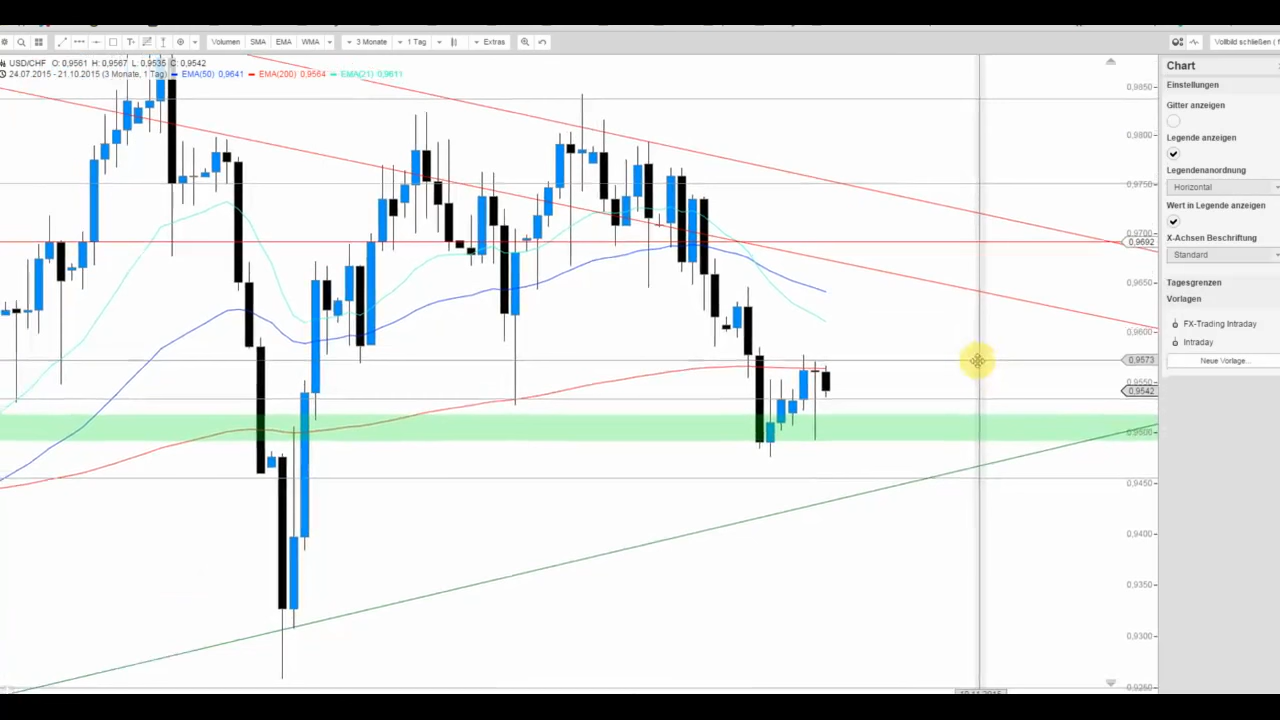 Volumen SMA EMA WMA 3 Monate 1 Tag Extras Vollbild schließen (
USD/CHF O: 0,9561 H: 0,9567 L: 0,9535 C: 0,9542
24.07.2015 - 21.10.2015 (3 Monate, 1 Tag) EMA(50) 0,9641 EMA(200) 0,9564 EMA(21) 0,9611
0,9850
0,9800
0,9750
0,9700
0,9692
0,9650
0,9600
0,9573
0,9550
0,9542
0,9500
0,9450
0,9400
0,9350
0,9300
0,9250
Chart
Einstellungen
Gitter anzeigen
Legende anzeigen
Legendenanordnung
Horizontal
Wert in Legende anzeigen
X-Achsen Beschriftung
Standard
Tagesgrenzen
Vorlagen
FX-Trading Intraday
Intraday
Neue Vorlage...